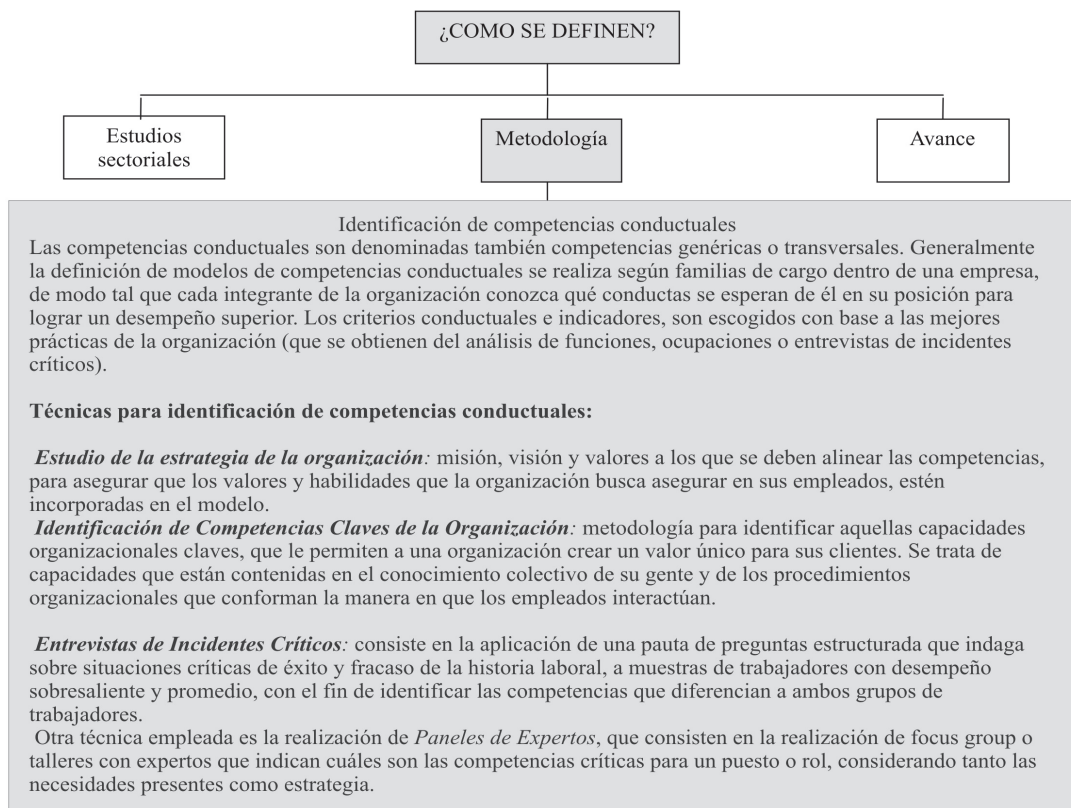 ¿COMO SE DEFINEN?
Estudios
sectoriales
Metodología
Avance
Identificación de competencias conductuales
Las competencias conductuales son denominadas también competencias genéricas o transversales. Generalmente
la definición de modelos de competencias conductuales se realiza según familias de cargo dentro de una empresa,
de modo tal que cada integrante de la organización conozca qué conductas se esperan de él en su posición para
lograr un desempeño superior. Los criterios conductuales e indicadores, son escogidos con base a las mejores
prácticas de la organización (que se obtienen del análisis de funciones, ocupaciones o entrevistas de incidentes
críticos).
Técnicas para identificación de competencias conductuales:
Estudio de la estrategia de la organización: misión, visión y valores a los que se deben alinear las competencias,
para asegurar que los valores y habilidades que la organización busca asegurar en sus empleados, estén
incorporadas en el modelo.
Identificación de Competencias Claves de la Organización: metodología para identificar aquellas capacidades
organizacionales claves, que le permiten a una organización crear un valor único para sus clientes. Se trata de
capacidades que están contenidas en el conocimiento colectivo de su gente y de los procedimientos
organizacionales que conforman la manera en que los empleados interactúan.
Entrevistas de Incidentes Críticos: consiste en la aplicación de una pauta de preguntas estructurada que indaga
sobre situaciones críticas de éxito y fracaso de la historia laboral, a muestras de trabajadores con desempeño
sobresaliente y promedio, con el fin de identificar las competencias que diferencian a ambos grupos de
trabajadores.
Otra técnica empleada es la realización de Paneles de Expertos, que consisten en la realización de focus group o
talleres con expertos que indican cuáles son las competencias críticas para un puesto o rol, considerando tanto las
necesidades presentes como estrategia.